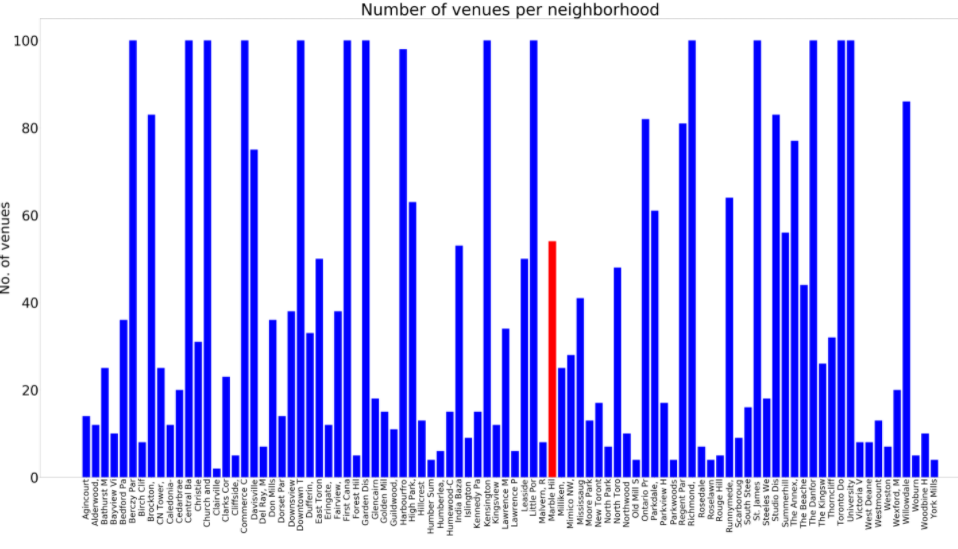 Number of venues per neighborhood
No. of venues
100
80
60
40
20
0
Agincourt
Alderwood,
Bathurst M
Bayview Vi
Bedford Pa
Berczy Par
Birch Clif
Brockton,
CN Tower,
Caledonia-
Cedarbrae
Central Ba
Christie
Church and
Clairville
Clarks Cor
Cliffside,
Commerce C
Davisville
Del Ray, M
Don Mills
Dorset Par
Downsview
Downtown T
Dufferin,
East Toron
Eringate,
Fairview,
First Cana
Forest Hil
Garden Dis
Glencairn
Golden Mil
Guildwood,
Harbourfro
High Park,
Hillcrest
Humber Sum
Humberlea,
Humewood-C
India Baza
Islington
Kennedy Pa
Kensington
Kingsview
Lawrence M
Lawrence P
Leaside
Little Por
Malvern, R
Marble Hil
Milliken,
Mimico NW,
Mississaug
Moore Park
New Toront
North Park
North Toro
Northwood
Old Mill S
Ontario Pr
Parkdale,
Parkview H
Parkwoods
Regent Par
Richmond,
Rosedale
Roselawn
Rouge Hill
Runnymede,
Scarboroug
South Stee
St. James
Steeles We
Studio Dis
Summerhill
The Annex,
The Beache
The Danfor
The Kingsw
Thorncliff
Toronto Do
University
Victoria V
West Deane
Westmount
Weston
Wexford, M
Willowdale
Woburn
Woodbine H
York Mills